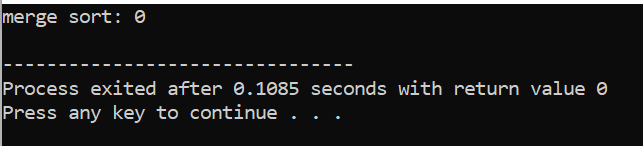 merge sort: 0
--------------------------------
Process exited after 0.1085 seconds with return value 0
Press any key to continue . . .